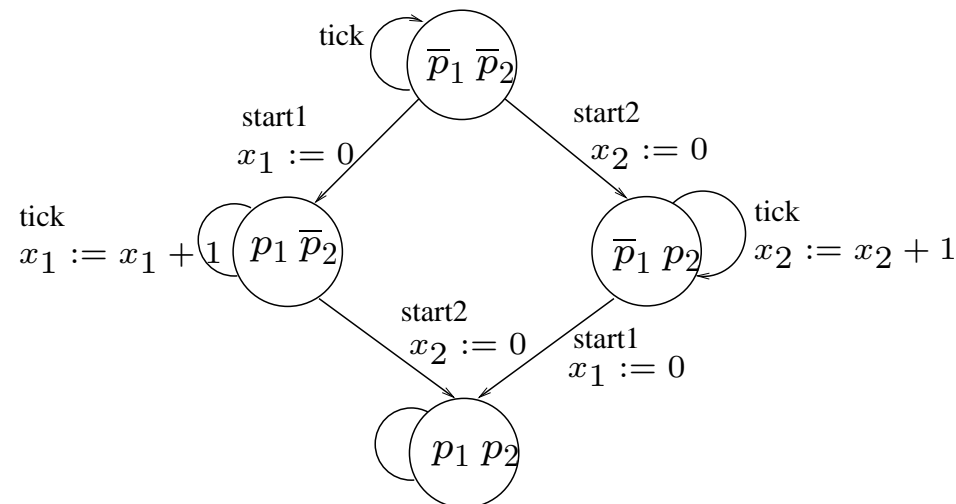 tick
p̅₁ p̅₂
start1
x₁ := 0
start2
x₂ := 0
tick
x₁ := x₁ + 1
p₁ p̅₂
p̅₁ p₂
tick
x₂ := x₂ + 1
start2
x₂ := 0
start1
x₁ := 0
p₁ p₂